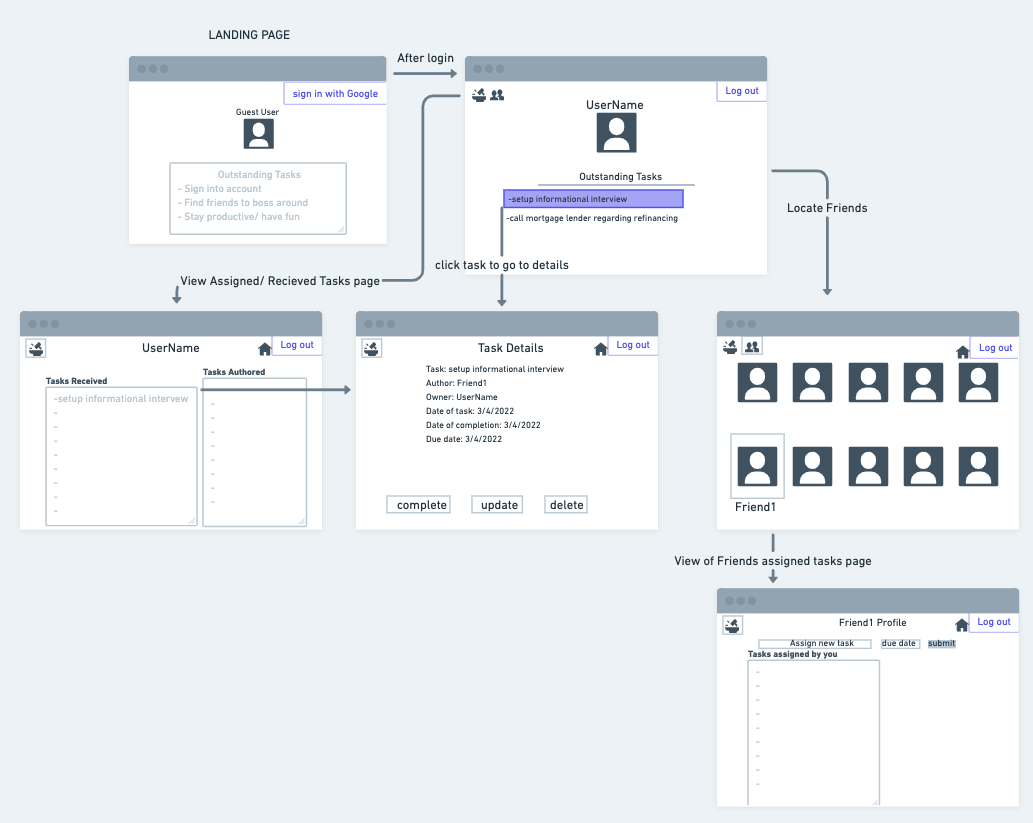 LANDING PAGE
After login
sign in with Google
Guest User
Outstanding Tasks
- Sign into account
- Find friends to boss around
- Stay productive/ have fun
Log out
UserName
Outstanding Tasks
-setup informational interview
-call mortgage lender regarding refinancing
Locate Friends
click task to go to details
View Assigned/ Recieved Tasks page
UserName
Log out
Tasks Received
-setup informational intervew
-
-
-
-
-
-
-
-
Tasks Authored
-
-
-
-
-
-
-
-
Task Details
Log out
Task: setup informational interview
Author: Friend1
Owner: UserName
Date of task: 3/4/2022
Date of completion: 3/4/2022
Due date: 3/4/2022
complete
update
delete
Log out
Friend1
View of Friends assigned tasks page
Friend1 Profile
Log out
Assign new task
due date
submit
Tasks assigned by you
-
-
-
-
-
-
-
-
-